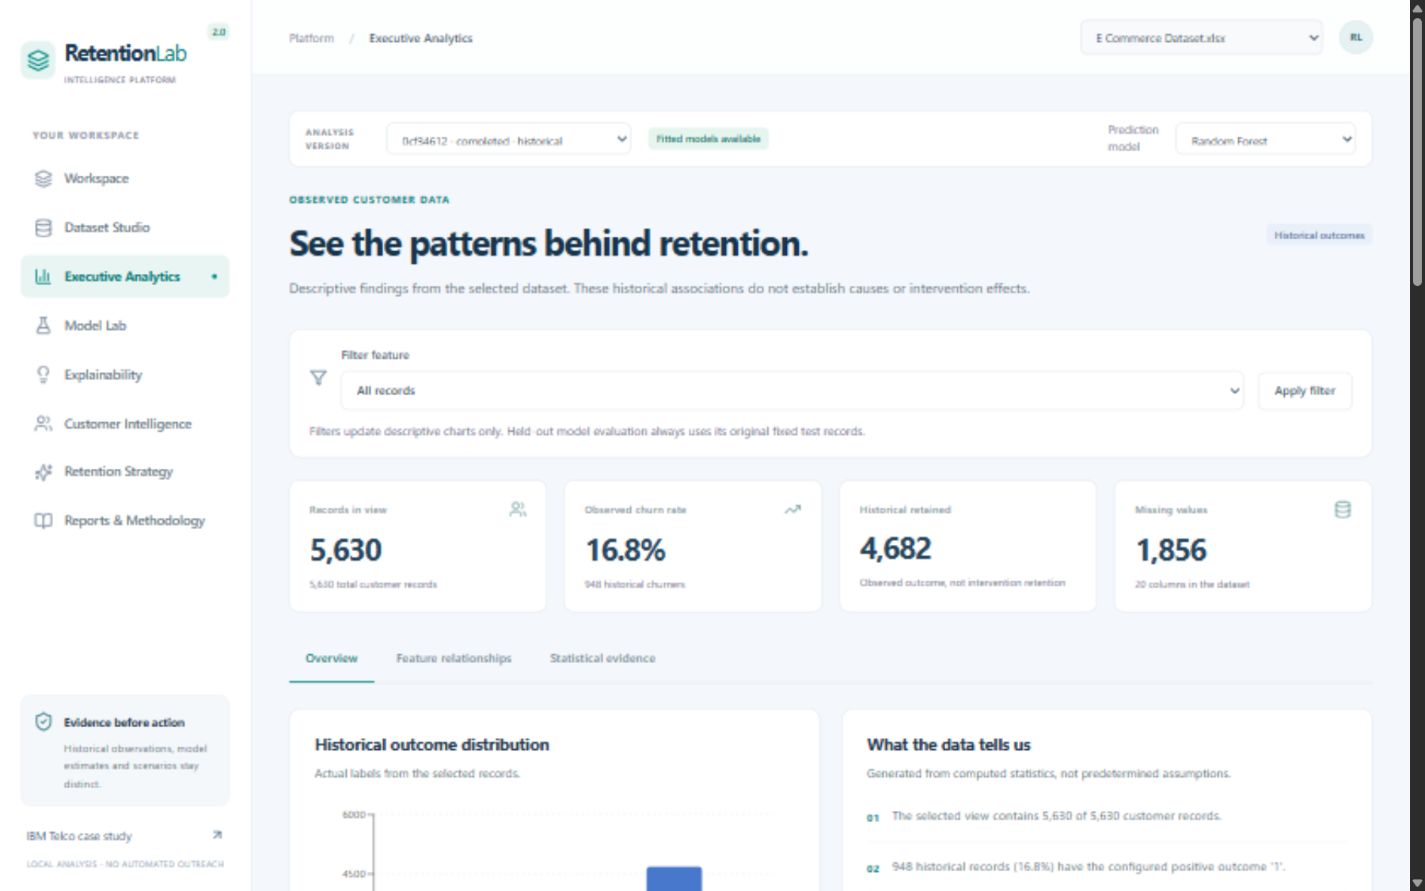 2.0
RetentionLab
INTELLIGENCE PLATFORM
YOUR WORKSPACE
Workspace
Dataset Studio
Executive Analytics
Model Lab
Explainability
Customer Intelligence
Retention Strategy
Reports & Methodology
Evidence before action
Historical observations, model
estimates and scenarios stay
distinct.
IBM Telco case study
LOCAL ANALYSIS · NO AUTOMATED OUTREACH
Platform / Executive Analytics
E Commerce Dataset.xlsx
RL
ANALYSIS
VERSION
0cf34612 · completed · historical
Fitted models available
Prediction
model
Random Forest
OBSERVED CUSTOMER DATA
See the patterns behind retention.
Historical outcomes
Descriptive findings from the selected dataset. These historical associations do not establish causes or intervention effects.
Filter feature
All records
Apply filter
Filters update descriptive charts only. Held-out model evaluation always uses its original fixed test records.
Records in view
5,630
5,630 total customer records
Observed churn rate
16.8%
948 historical churners
Historical retained
4,682
Observed outcome, not intervention retention
Missing values
1,856
20 columns in the dataset
Overview
Feature relationships
Statistical evidence
Historical outcome distribution
Actual labels from the selected records.
6000
4500
What the data tells us
Generated from computed statistics, not predetermined assumptions.
01 The selected view contains 5,630 of 5,630 customer records.
02 948 historical records (16.8%) have the configured positive outcome '1'.